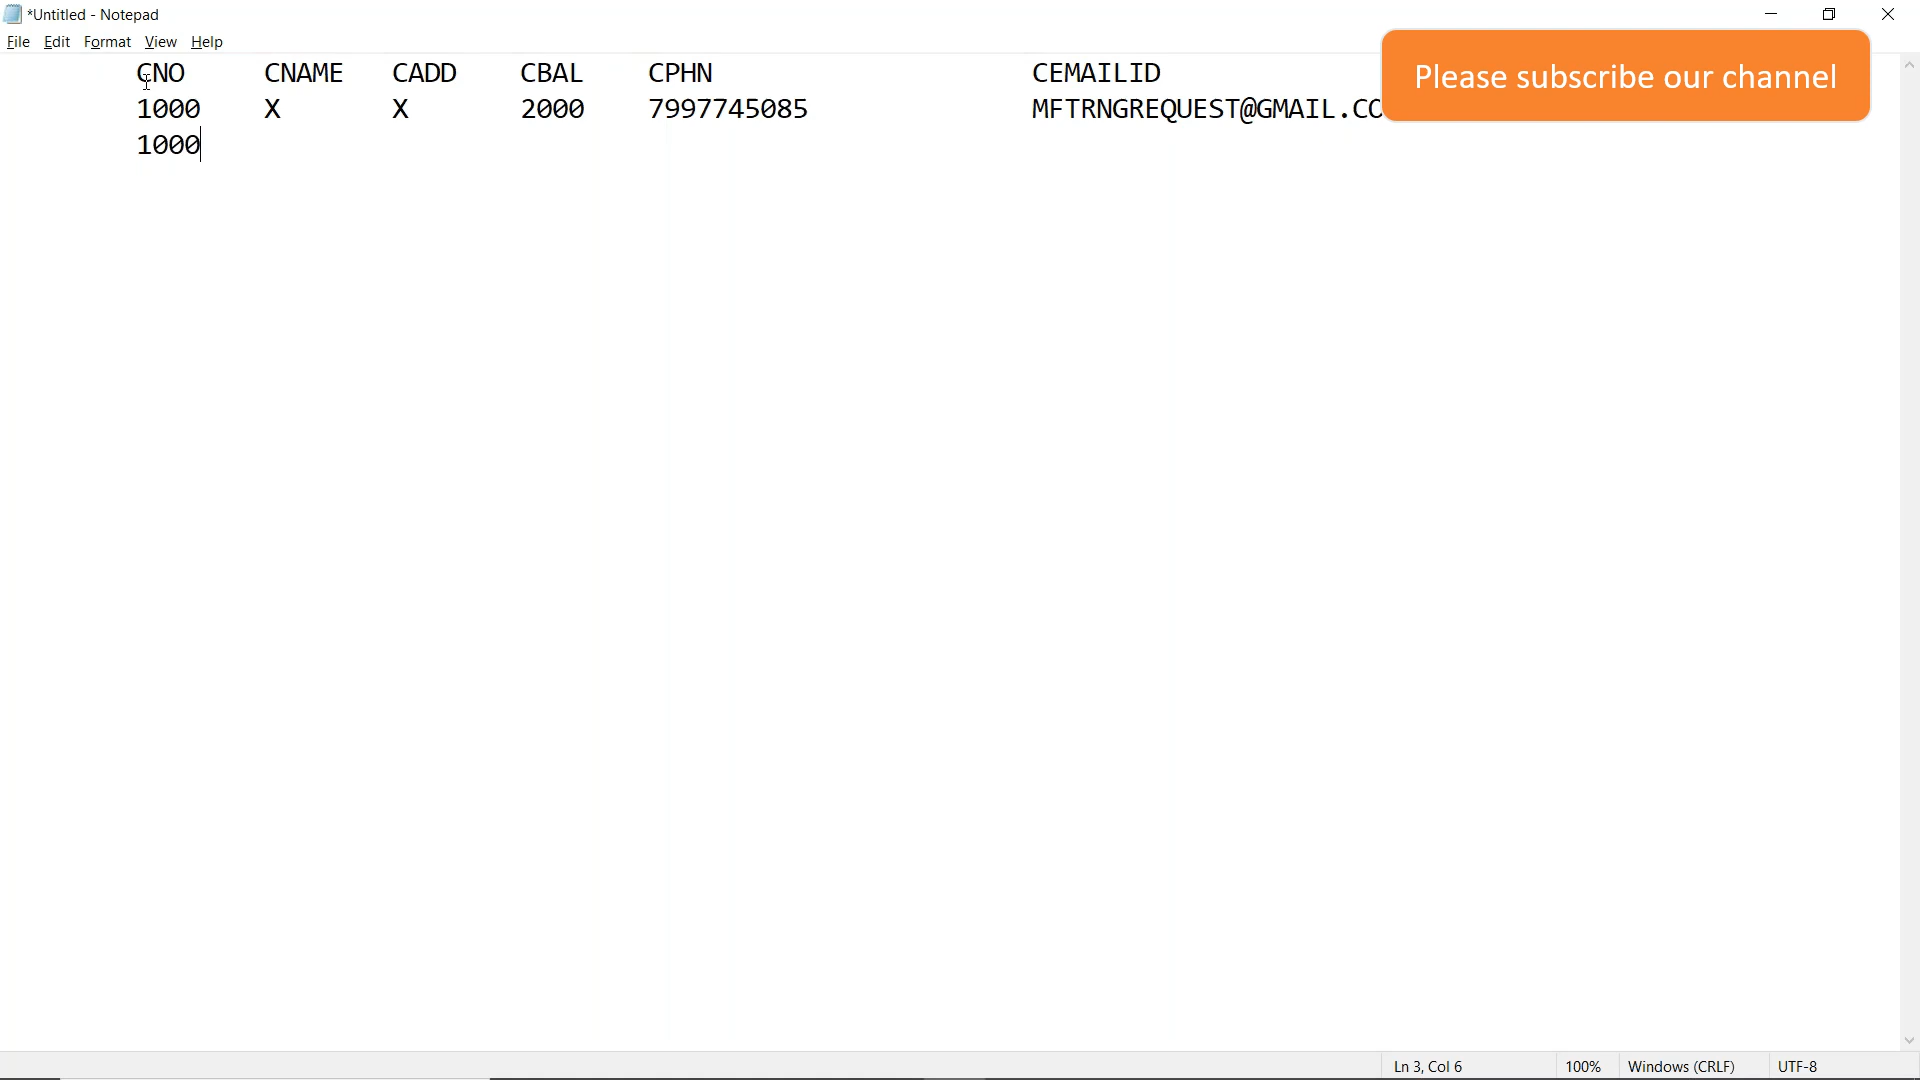 *Untitled - Notepad
File Edit Format View Help
Please subscribe our channel
CNO CNAME CADD CBAL CPHN CEMAILID
1000 X X 2000 7997745085 MFTRNGREQUEST@GMAIL.CO
1000
Ln 3, Col 6 100% Windows (CRLF) UTF-8